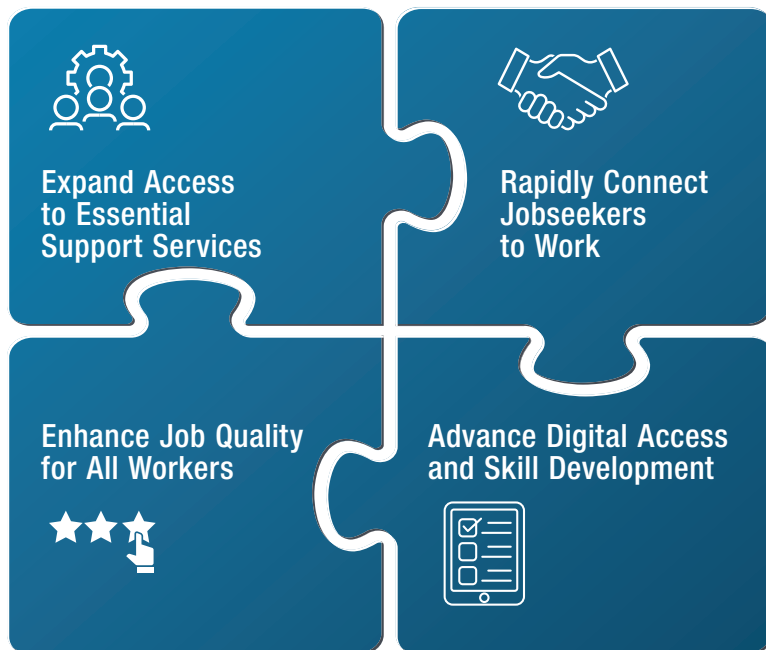 Expand Access
to Essential
Support Services
Rapidly Connect
Jobseekers
to Work
Enhance Job Quality
for All Workers
Advance Digital Access
and Skill Development